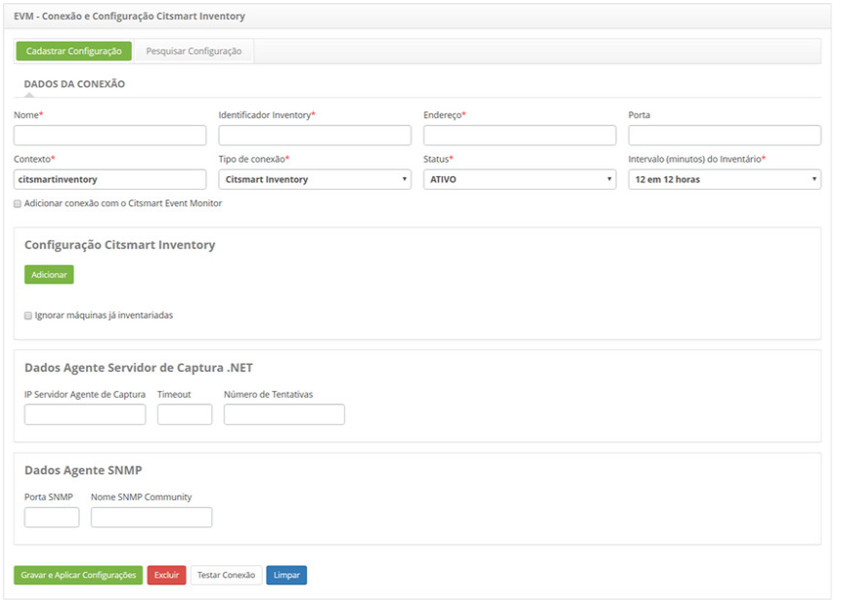 EVM - Conexão e Configuração Citsmart Inventory
Cadastrar Configuração Pesquisar Configuração
DADOS DA CONEXÃO
Nome* Identificador Inventory* Endereço* Porta
Contexto* Tipo de conexão* Status* Intervalo (minutos) do Inventário*
citsmartinventory Citsmart Inventory ATIVO 12 em 12 horas
Adicionar conexão com o Citsmart Event Monitor
Configuração Citsmart Inventory
Adicionar
Ignorar máquinas já inventariadas
Dados Agente Servidor de Captura .NET
IP Servidor Agente de Captura Timeout Número de Tentativas
Dados Agente SNMP
Porta SNMP Nome SNMP Community
Gravar e Aplicar Configurações Excluir Testar Conexão Limpar